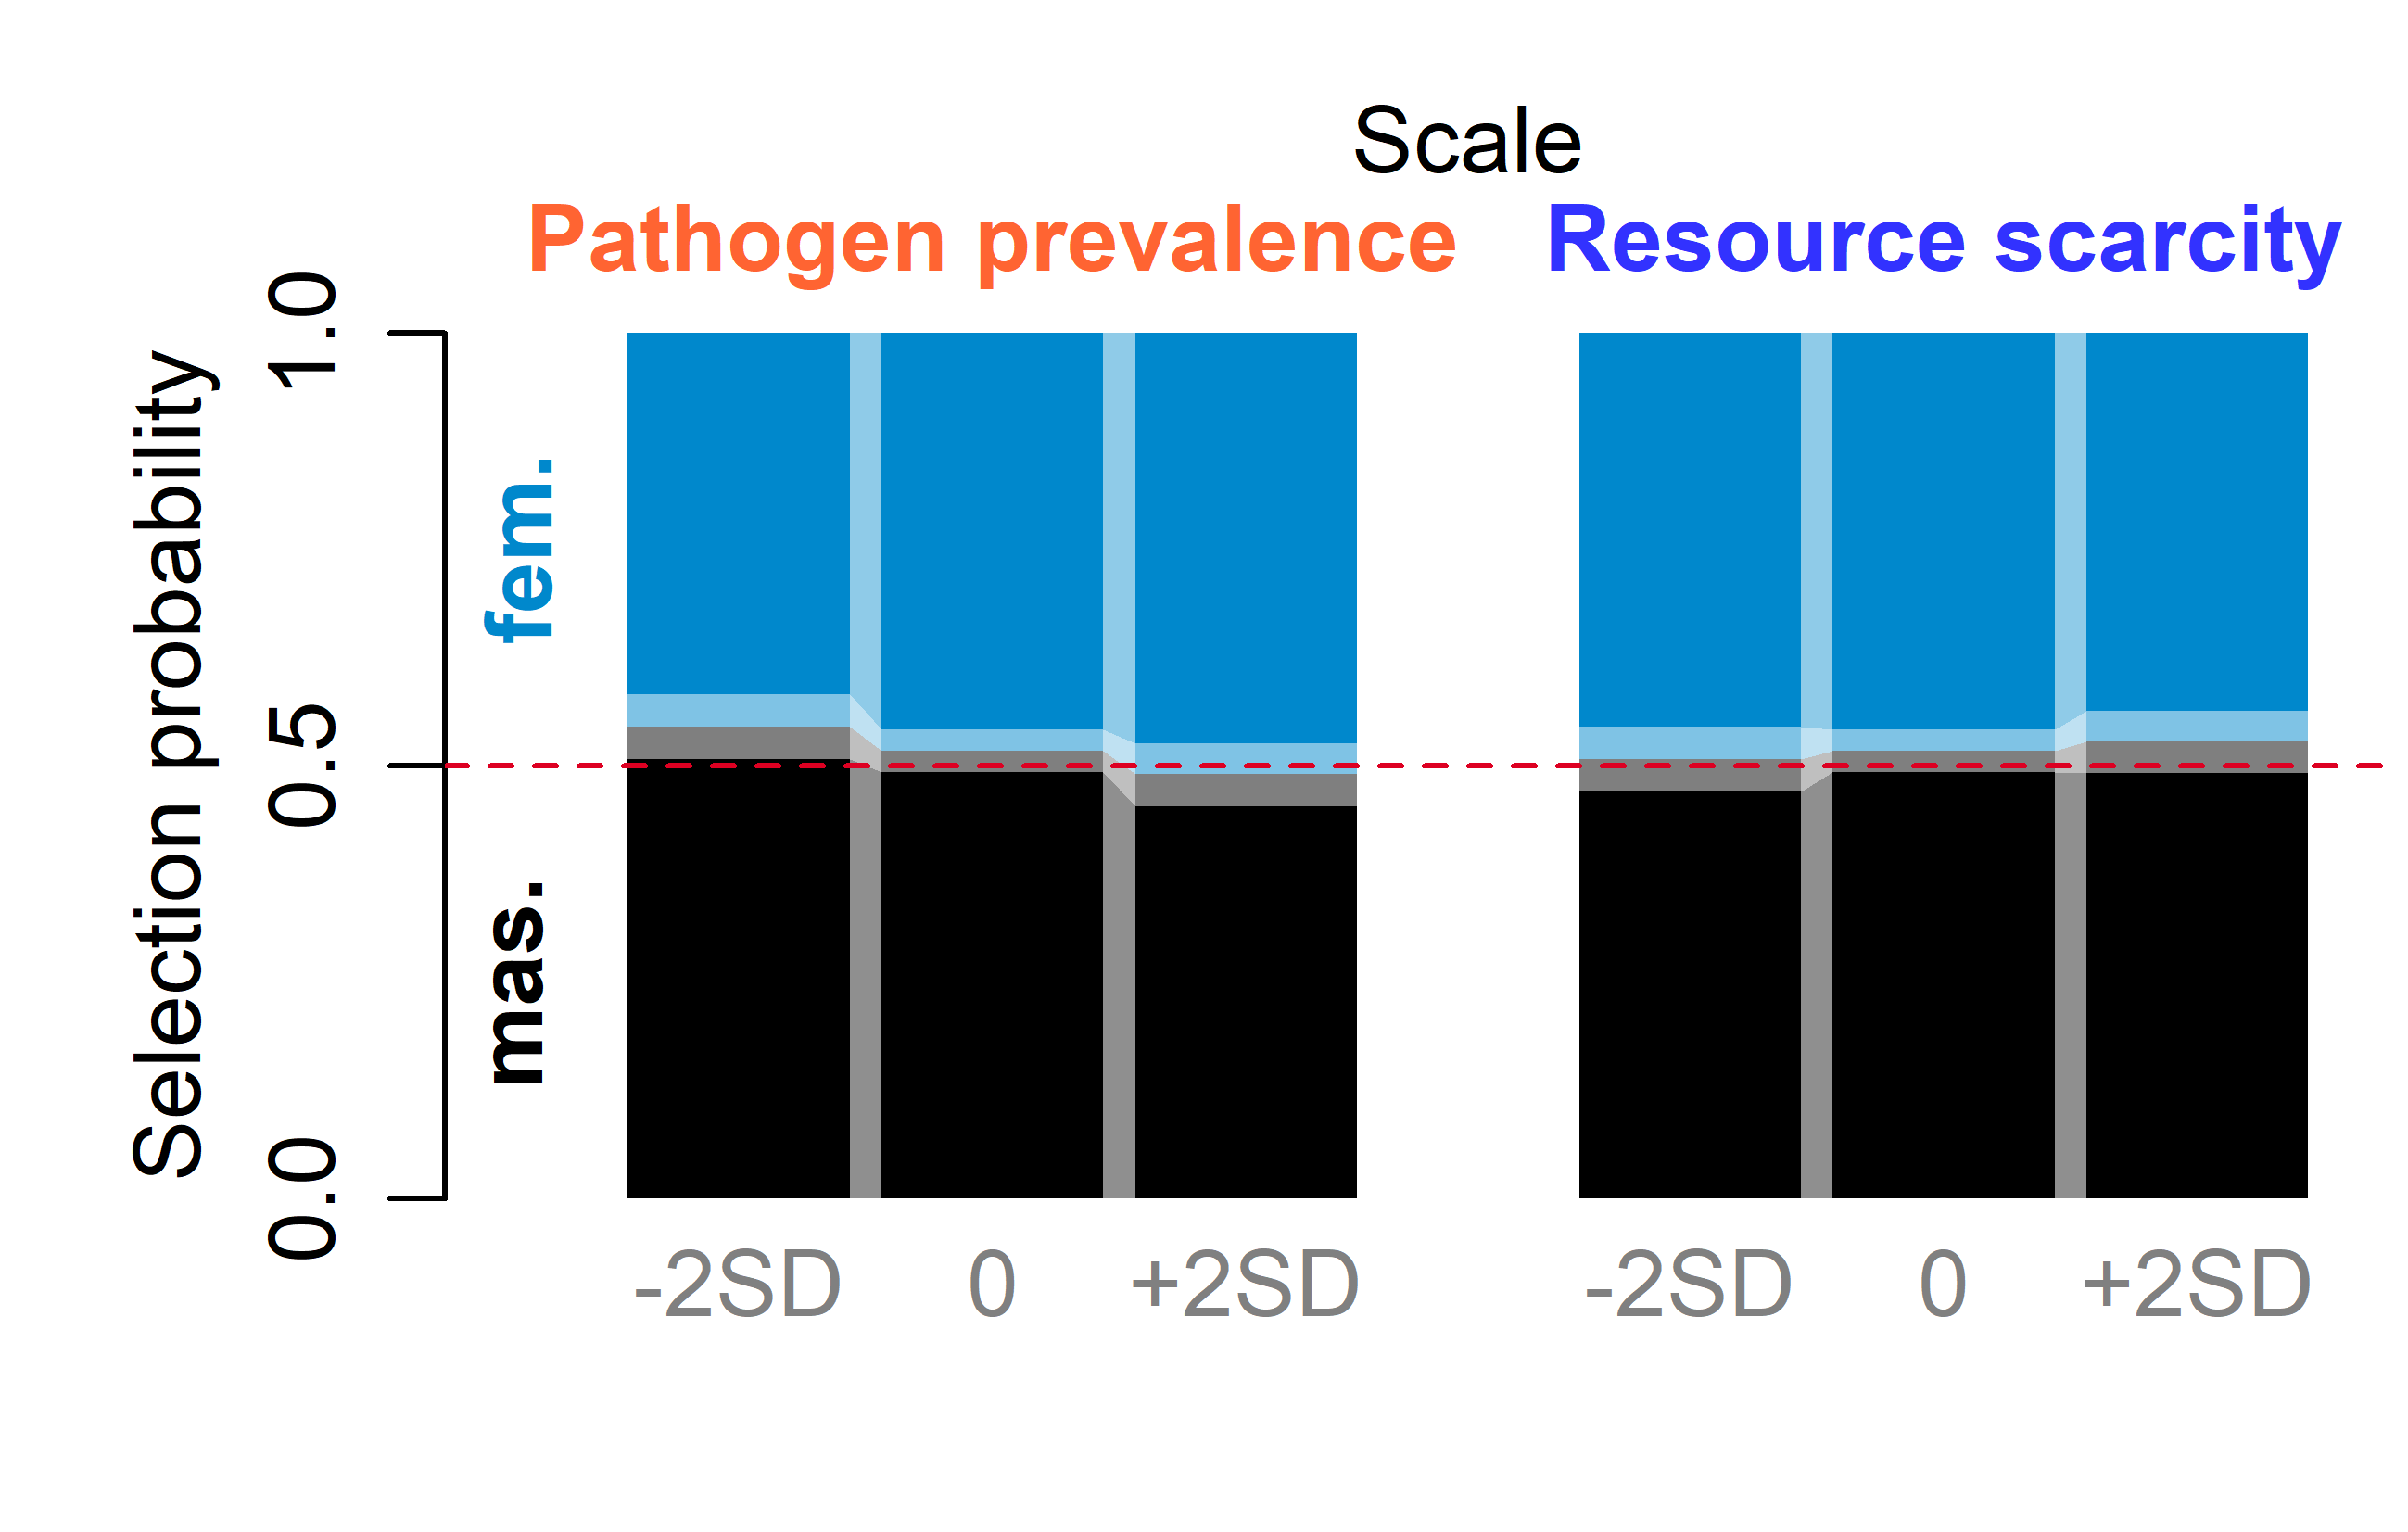 Scale
Pathogen prevalence
Resource scarcity
Selection probability
1.0
0.5
0.0
fem.
mas.
-2SD
0
+2SD
-2SD
0
+2SD